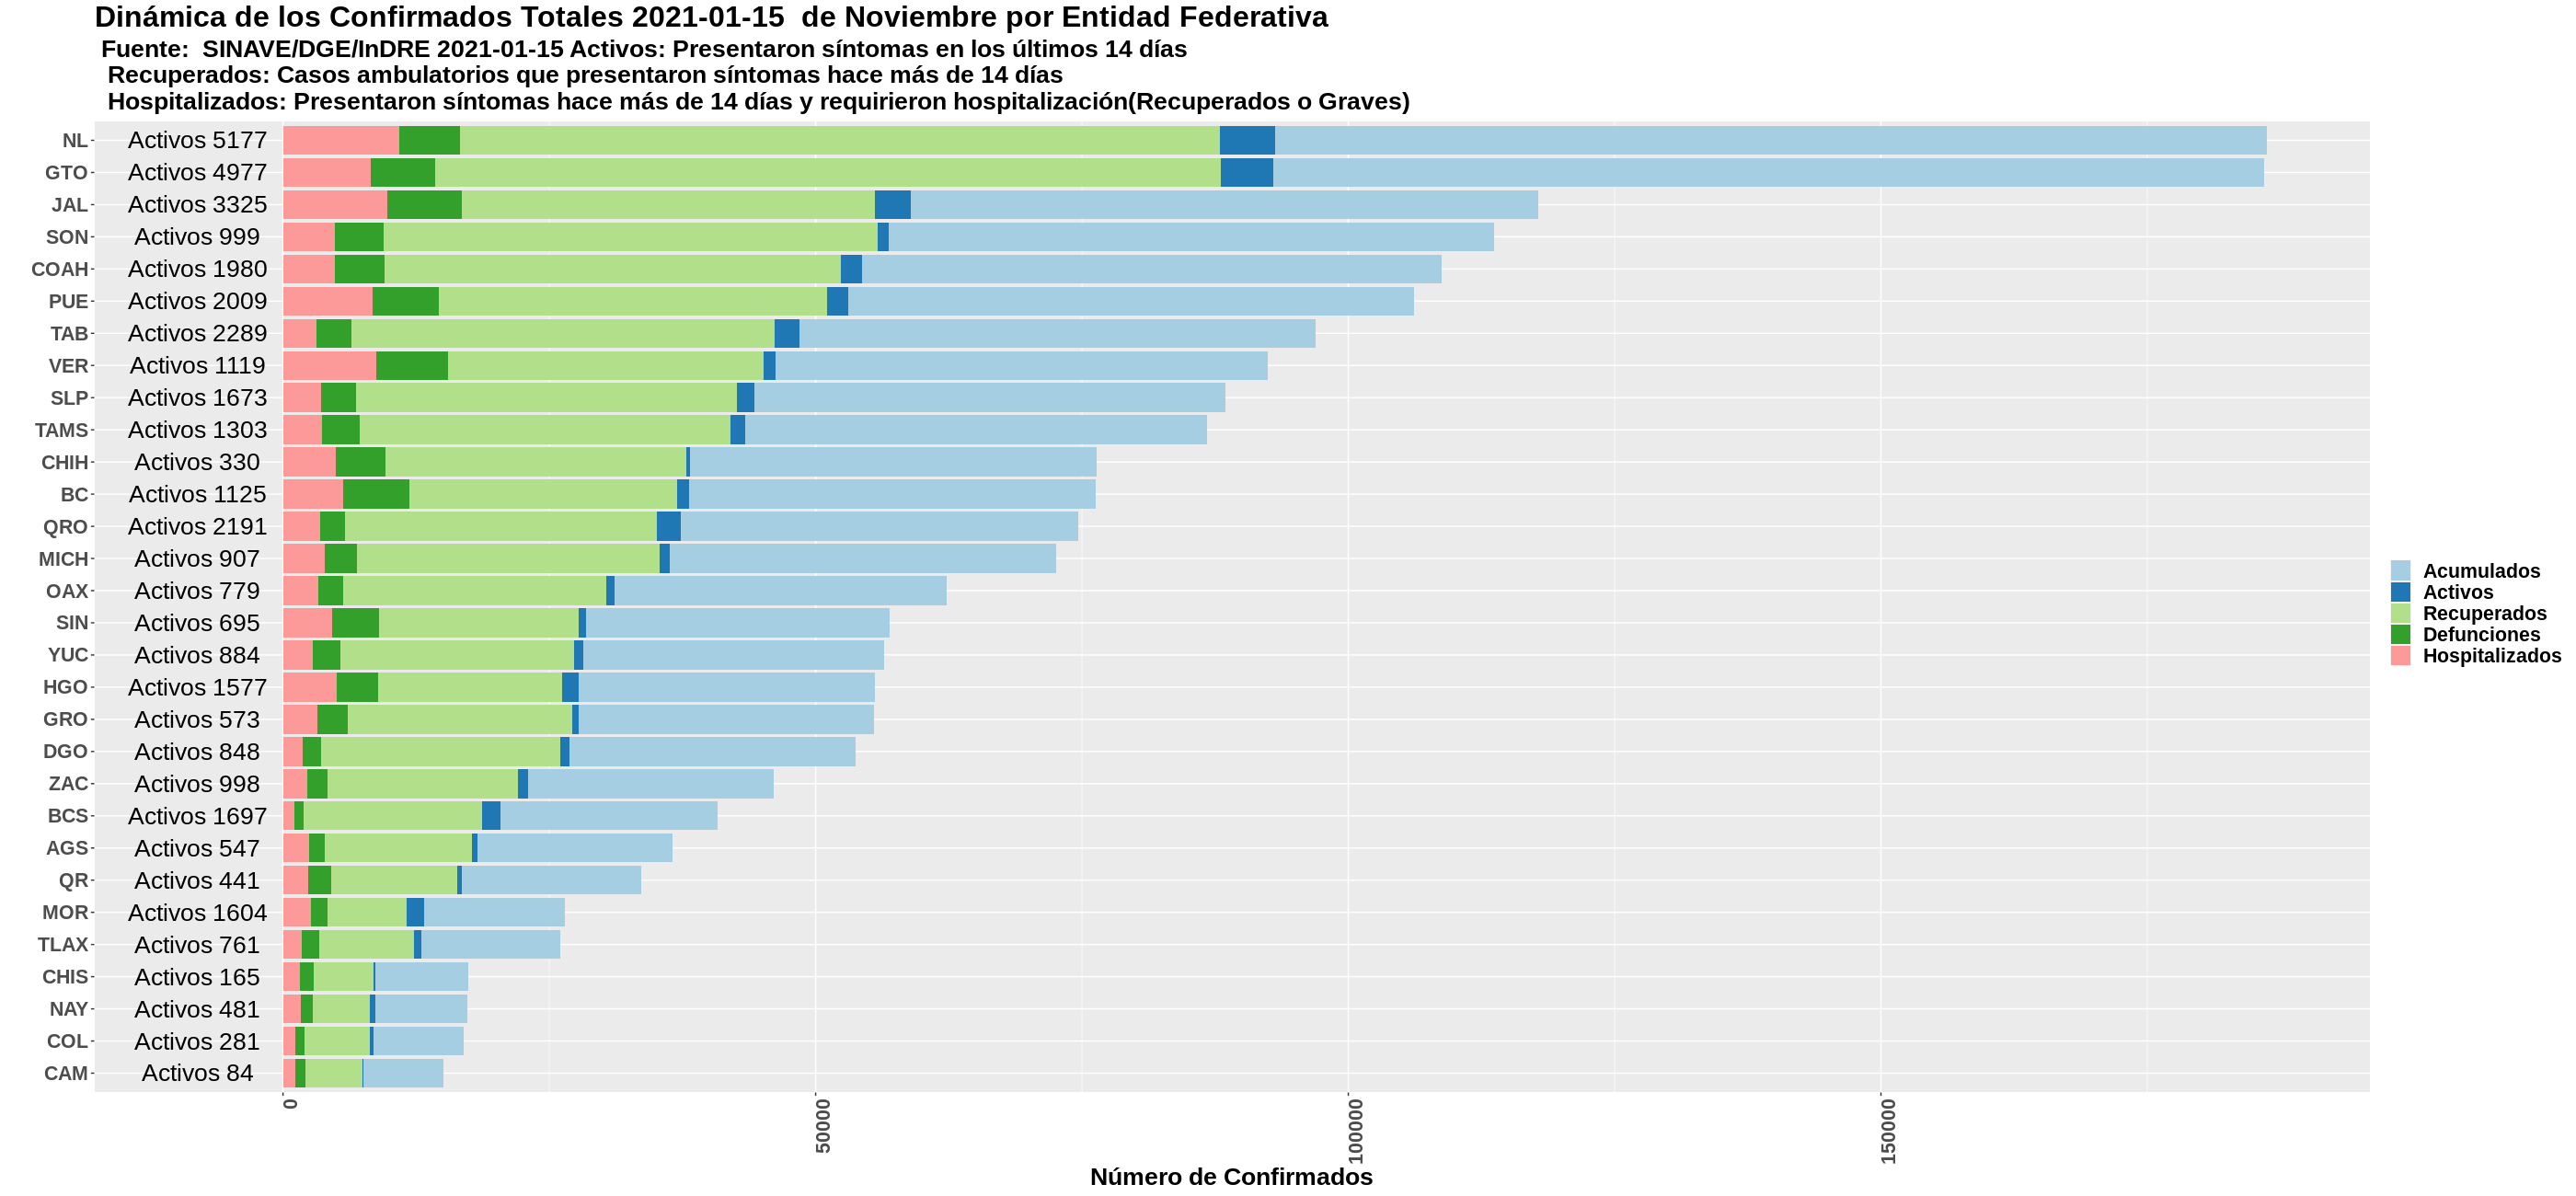 Dinámica de los Confirmados Totales 2021-01-15  de Noviembre por Entidad Federativa
Fuente:  SINAVE/DGE/InDRE 2021-01-15 Activos: Presentaron síntomas en los últimos 14 días
Recuperados: Casos ambulatorios que presentaron síntomas hace más de 14 días
Hospitalizados: Presentaron síntomas hace más de 14 días y requirieron hospitalización(Recuperados o Graves)
NL Activos 5177
GTO Activos 4977
JAL Activos 3325
SON Activos 999
COAH Activos 1980
PUE Activos 2009
TAB Activos 2289
VER Activos 1119
SLP Activos 1673
TAMS Activos 1303
CHIH Activos 330
BC Activos 1125
QRO Activos 2191
MICH Activos 907
OAX Activos 779
SIN Activos 695
YUC Activos 884
HGO Activos 1577
GRO Activos 573
DGO Activos 848
ZAC Activos 998
BCS Activos 1697
AGS Activos 547
QR Activos 441
MOR Activos 1604
TLAX Activos 761
CHIS Activos 165
NAY Activos 481
COL Activos 281
CAM Activos 84
0 50000 100000 150000
Número de Confirmados
Acumulados
Activos
Recuperados
Defunciones
Hospitalizados